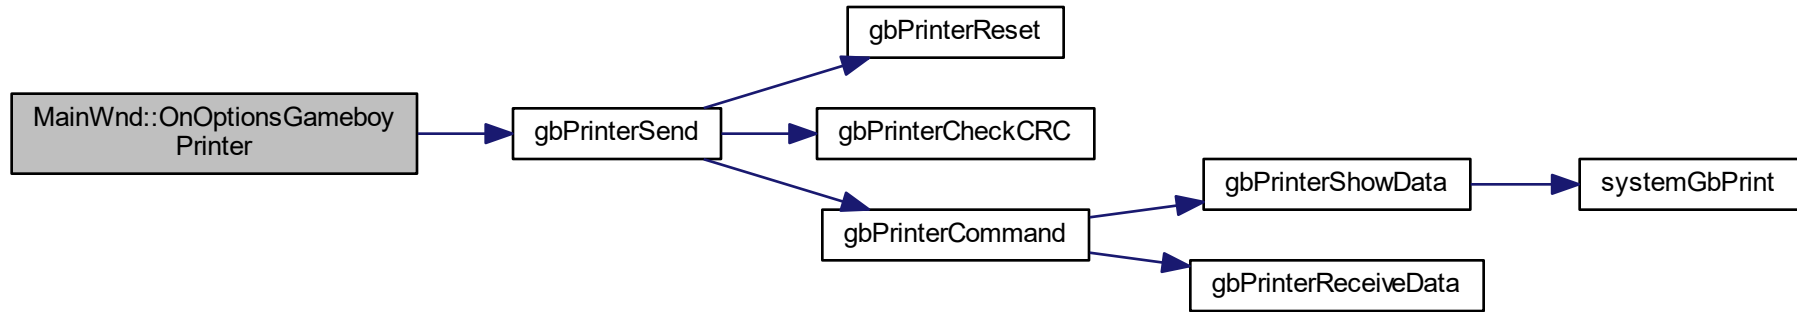 gbPrinterReset
MainWnd::OnOptionsGameboy
Printer
gbPrinterSend
gbPrinterCheckCRC
gbPrinterShowData
systemGbPrint
gbPrinterCommand
gbPrinterReceiveData